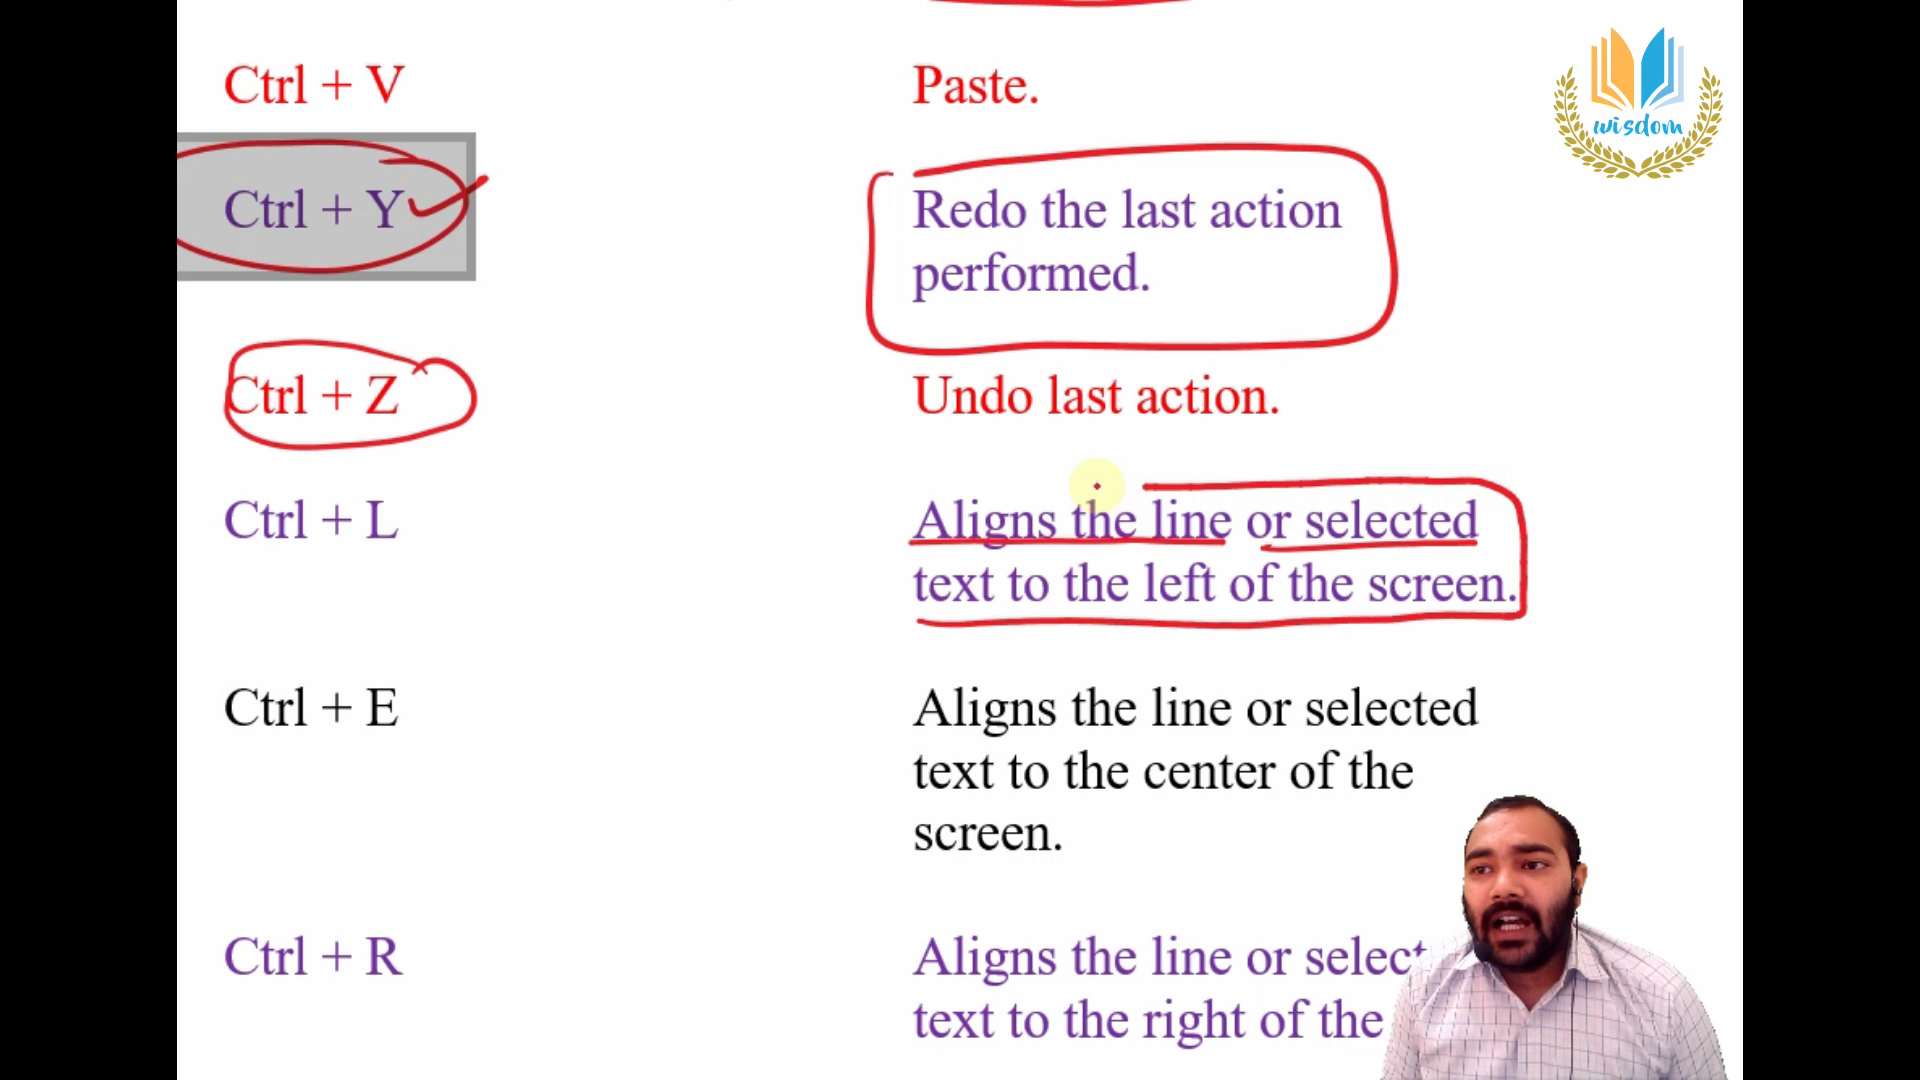 Ctrl + V Paste.
wisdom
Ctrl + Y Redo the last action
performed.
Ctrl + Z Undo last action.
Ctrl + L Aligns the line or selected
text to the left of the screen.
Ctrl + E Aligns the line or selected
text to the center of the
screen.
Ctrl + R Aligns the line or select
text to the right of the